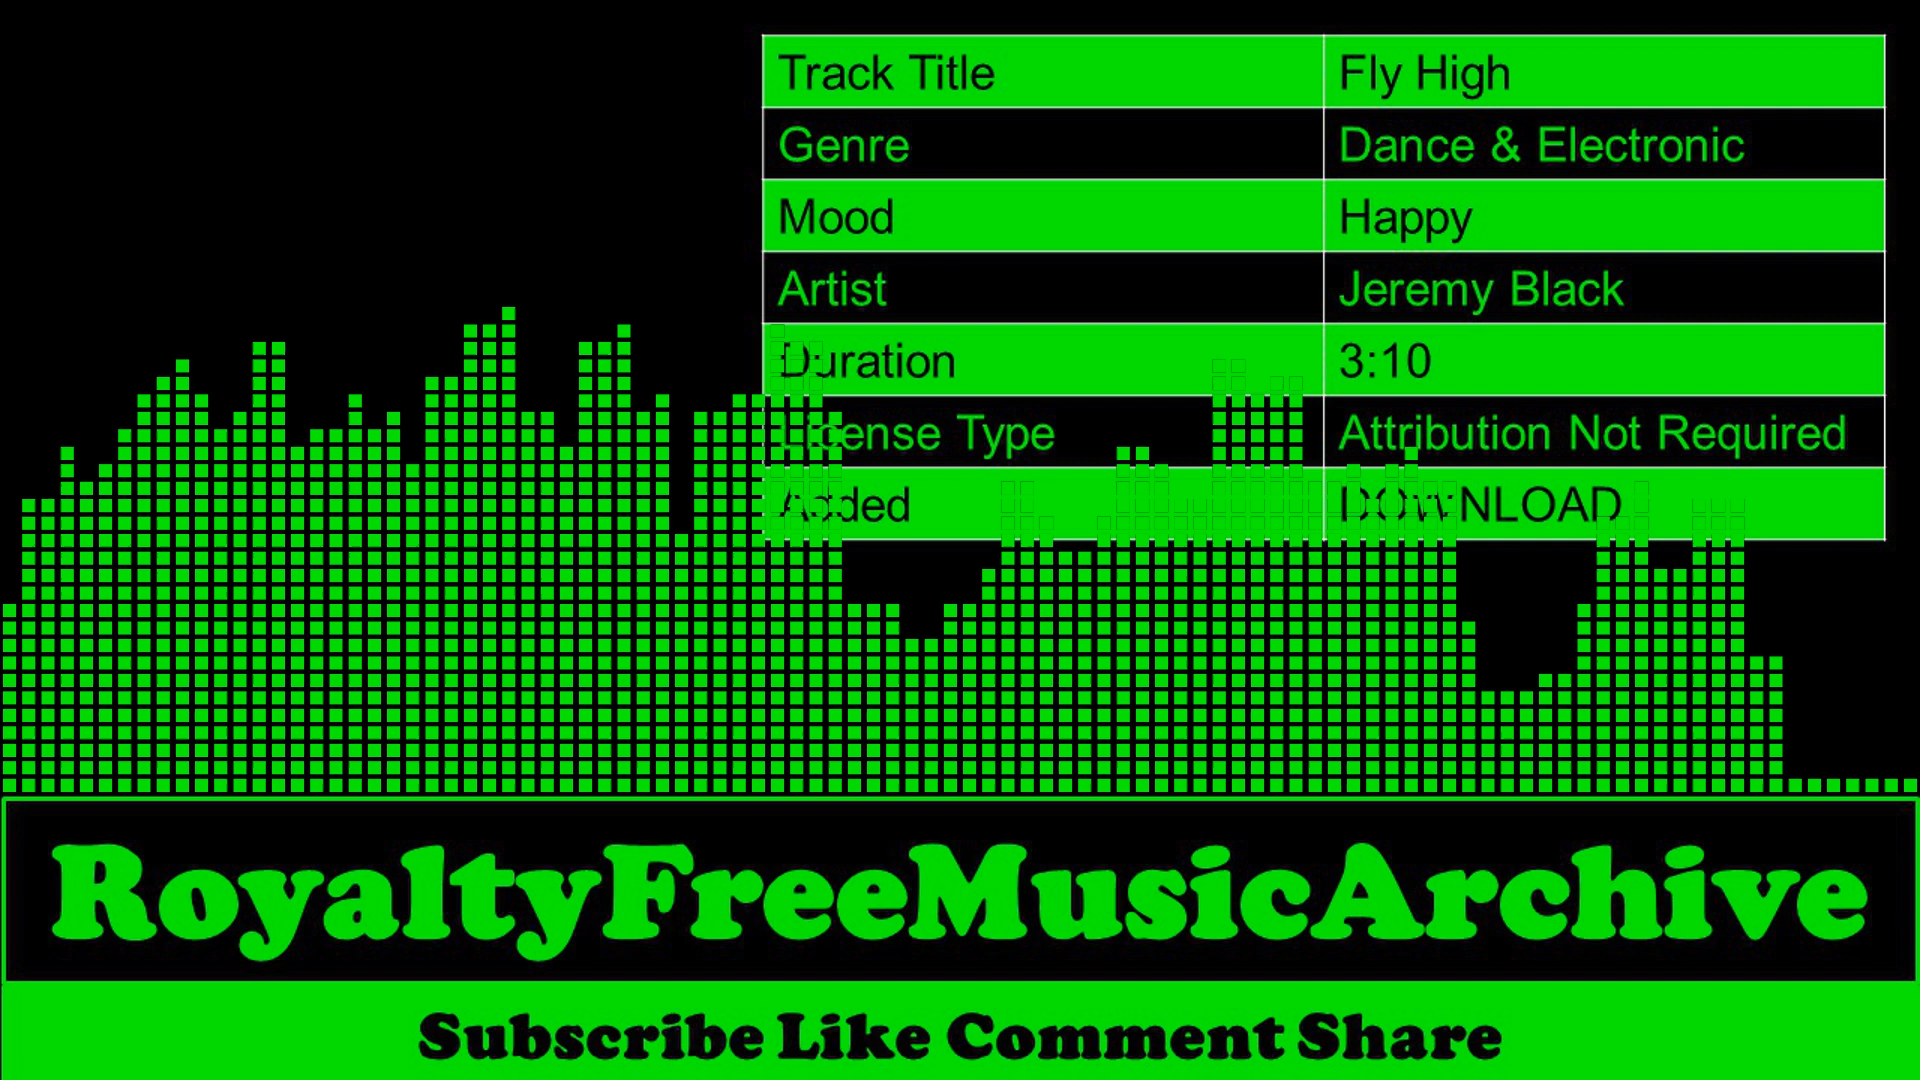 Track Title Fly High
Genre Dance & Electronic
Mood Happy
Artist Jeremy Black
Duration 3:10
License Type Attribution Not Required
Added DOWNLOAD
RoyaltyFreeMusicArchive
Subscribe Like Comment Share